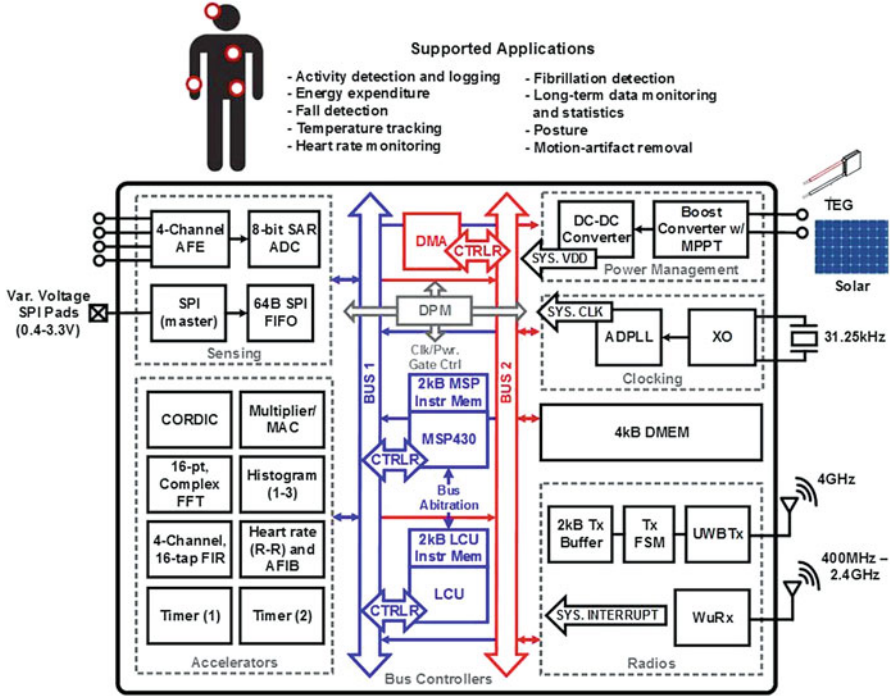 Supported Applications
- Activity detection and logging
- Energy expenditure
- Fall detection
- Temperature tracking
- Heart rate monitoring
- Fibrillation detection
- Long-term data monitoring
and statistics
- Posture
- Motion-artifact removal
4-Channel
AFE
8-bit SAR
ADC
SPI
(master)
64B SPI
FIFO
Sensing
Var. Voltage
SPI Pads
(0.4-3.3V)
CORDIC
Multiplier/
MAC
16-pt,
Complex
FFT
Histogram
(1-3)
4-Channel,
16-tap FIR
Heart rate
(R-R) and
AFIB
Timer (1)
Timer (2)
Accelerators
BUS 1
DMA
CTRLR
DPM
Clk/Pwr.
Gate Ctrl
2kB MSP
Instr Mem
MSP430
CTRLR
Bus
Abitration
2kB LCU
Instr Mem
LCU
CTRLR
Bus Controllers
BUS 2
DC-DC
Converter
Boost
Converter w/
MPPT
SYS. VDD
Power Management
TEG
Solar
SYS. CLK
ADPLL
XO
Clocking
31.25kHz
4kB DMEM
2kB Tx
Buffer
Tx
FSM
UWBTx
4GHz
SYS. INTERRUPT
WuRx
400MHz –
2.4GHz
Radios